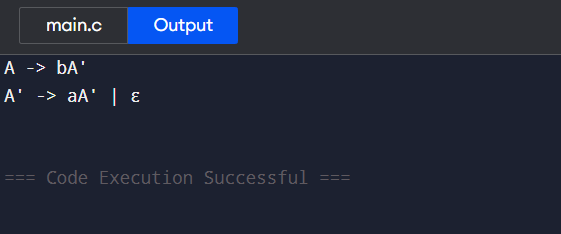 main.c Output
A -> bA'
A' -> aA' | ε
=== Code Execution Successful ===